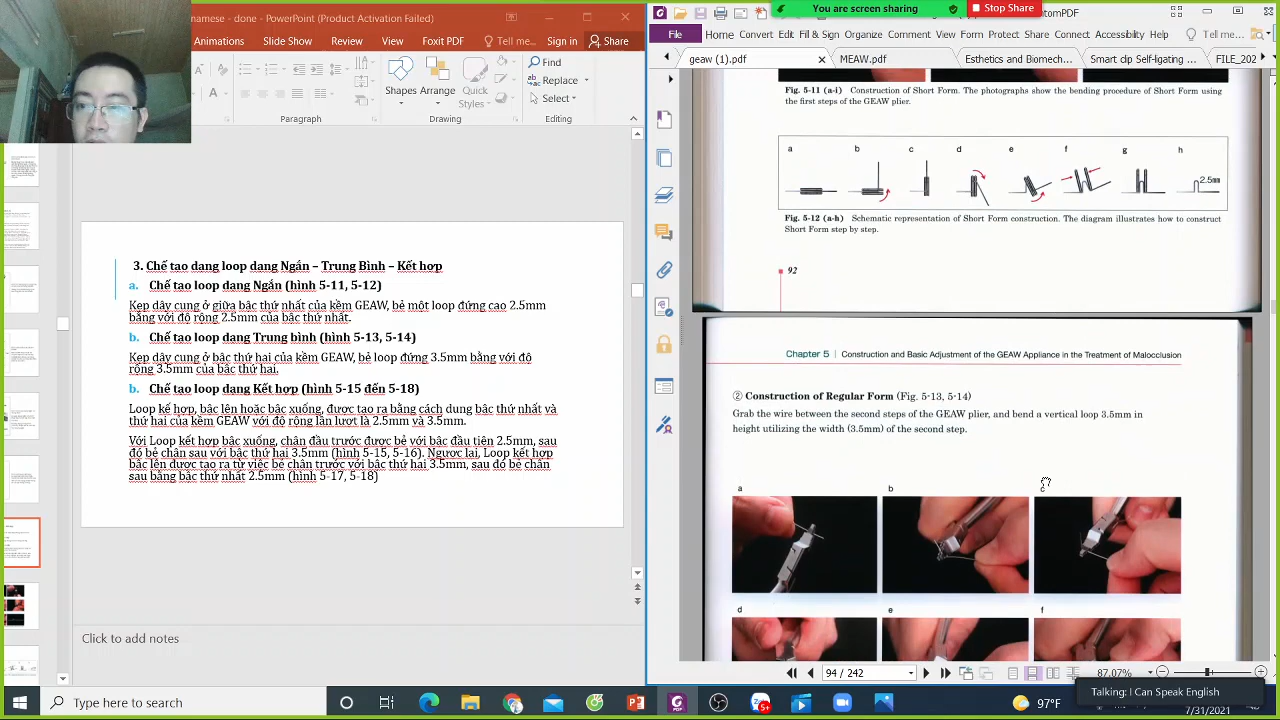 namese - done - PowerPoint (Product Activation Failed)
Animations Slide Show Review View Foxit PDF Tell me... Sign in Share
Shapes Arrange Quick Styles
Find
Replace
Select
Paragraph Drawing Editing
3. Chế tạo dạng loop dạng Ngắn – Trung Bình – Kết hợp
a. Chế tạo loop dạng Ngắn (hình 5-11, 5-12)
Kẹp dây cung ở giữa bậc thứ nhất của kềm GEAW, bẻ một loop đứng cao 2.5mm
bằng với độ rộng 2.5mm của bậc thứ nhất.
b. Chế tạo loop dạng Trung bình (hình 5-13, 5-14)
Kẹp dây cung ở bậc thứ hai của kềm GEAW, bẻ loop đứng 3.5mm bằng với độ
rộng 3.5mm của bậc thứ hai.
b. Chế tạo loop dạng Kết hợp (hình 5-15 đến 5-18)
Loop kết hợp, bậc lên hoặc bậc xuống, được tạo ra bằng cách dùng bậc thứ nhất và
thứ hai của kềm GEAW với độ rộng lần lượt là 2.5mm và 3.5mm.
Với Loop kết hợp bậc xuống, chân đầu trước được bẻ với bậc đầu tiên 2.5mm, sau
đó bẻ chân sau với bậc thứ hai 3.5mm (hình 5-15, 5-16). Ngược lại, Loop kết hợp
bậc lên được tạo ra từ việc bẻ chân trước với bậc thứ hai 3.5mm, sau đó bẻ chân
sau bằng bậc thứ nhất 2.5mm (hình 5-17, 5-18)
Click to add notes
You are screen sharing
Stop Share
File Home Convert Edit Fill & Sign Organize Comment View Form Protect Share Connect Accessibility Help Tell me...
geaw (1).pdf MEAW.pdf Esthetics and Biomech... Smart clip Self-ligating ... FILE_202
Fig. 5-11 (a-i) Construction of Short Form. The photographs show the bending procedure of Short Form using
the first steps of the GEAW plier.
a b c d e f g h
2.5mm
Fig. 5-12 (a-h) Schematic representation of Short Form construction. The diagram illustrates how to construct
Short Form step by step.
92
Chapter 5 | Construction and Basic Adjustment of the GEAW Appliance in the Treatment of Malocclusion
② Construction of Regular Form (Fig. 5-13, 5-14)
Grab the wire between the second steps of the GEAW plier, and bend a vertical loop 3.5mm in
height utilizing the width (3.5mm) of the second step.
a b c
d e f
94 / 242
87.07%
Talking: I Can Speak English
Type here to search
97°F
7/31/2021